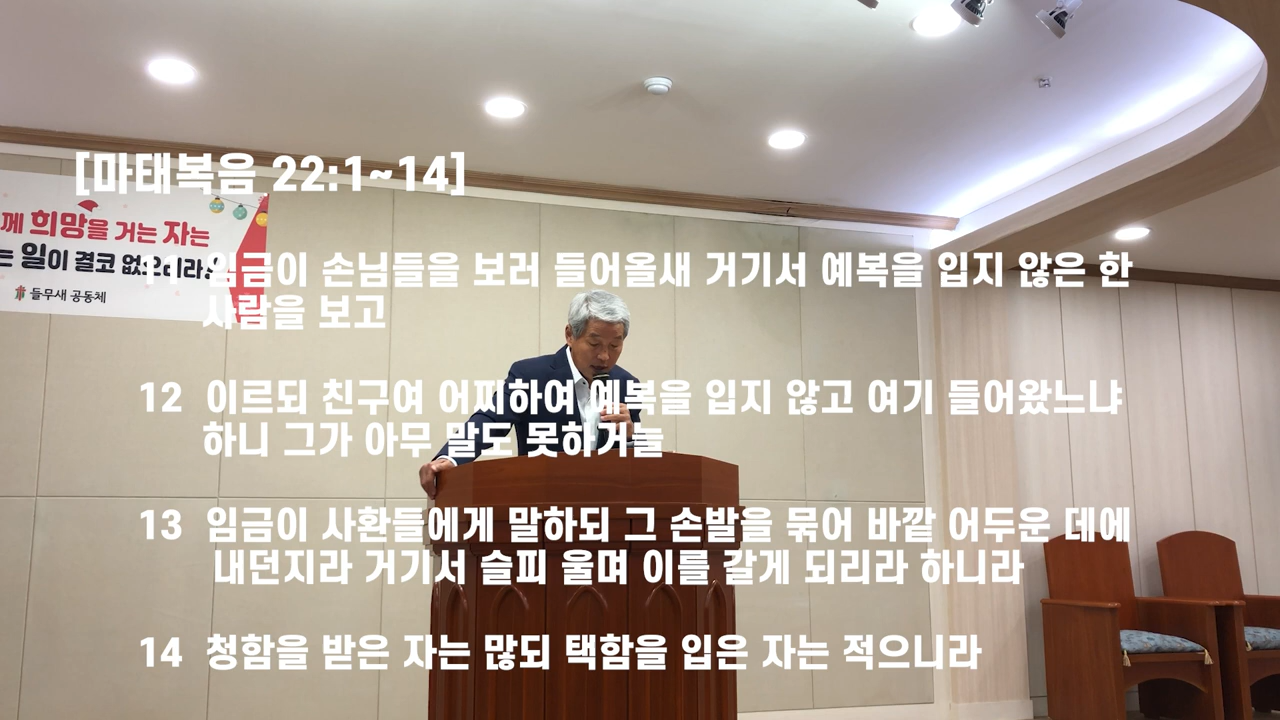 [마태복음 22:1~14]
께 희망을 거는 자는
는 일이 결코 없으리라.
들무새 공동체
11 임금이 손님들을 보러 들어올새 거기서 예복을 입지 않은 한
사람을 보고
12 이르되 친구여 어찌하여 예복을 입지 않고 여기 들어왔느냐
하니 그가 아무 말도 못하거늘
13 임금이 사환들에게 말하되 그 손발을 묶어 바깥 어두운 데에
내던지라 거기서 슬피 울며 이를 갈게 되리라 하니라
14 청함을 받은 자는 많되 택함을 입은 자는 적으니라